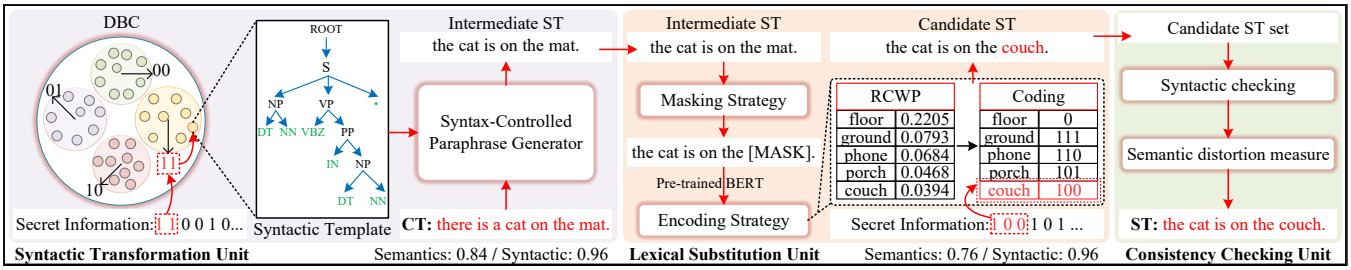 DBC
00
01
11
10
Secret Information: 1 1 0 0 1 0...
Syntactic Transformation Unit
ROOT
S
NP VP .
DT NN VBZ PP
IN NP
DT NN
Syntactic Template
Intermediate ST
the cat is on the mat.
Syntax-Controlled
Paraphrase Generator
CT: there is a cat on the mat.
Semantics: 0.84 / Syntactic: 0.96
Intermediate ST
the cat is on the mat.
Masking Strategy
the cat is on the [MASK].
Pre-trained BERT
Encoding Strategy
Lexical Substitution Unit
Candidate ST
the cat is on the couch.
RCWP
floor 0.2205
ground 0.0793
phone 0.0684
porch 0.0468
couch 0.0394
Coding
floor 0
ground 111
phone 110
porch 101
couch 100
Secret Information: 1 0 0 1 0 1 ...
Semantics: 0.76 / Syntactic: 0.96
Candidate ST set
Syntactic checking
Semantic distortion measure
ST: the cat is on the couch.
Consistency Checking Unit